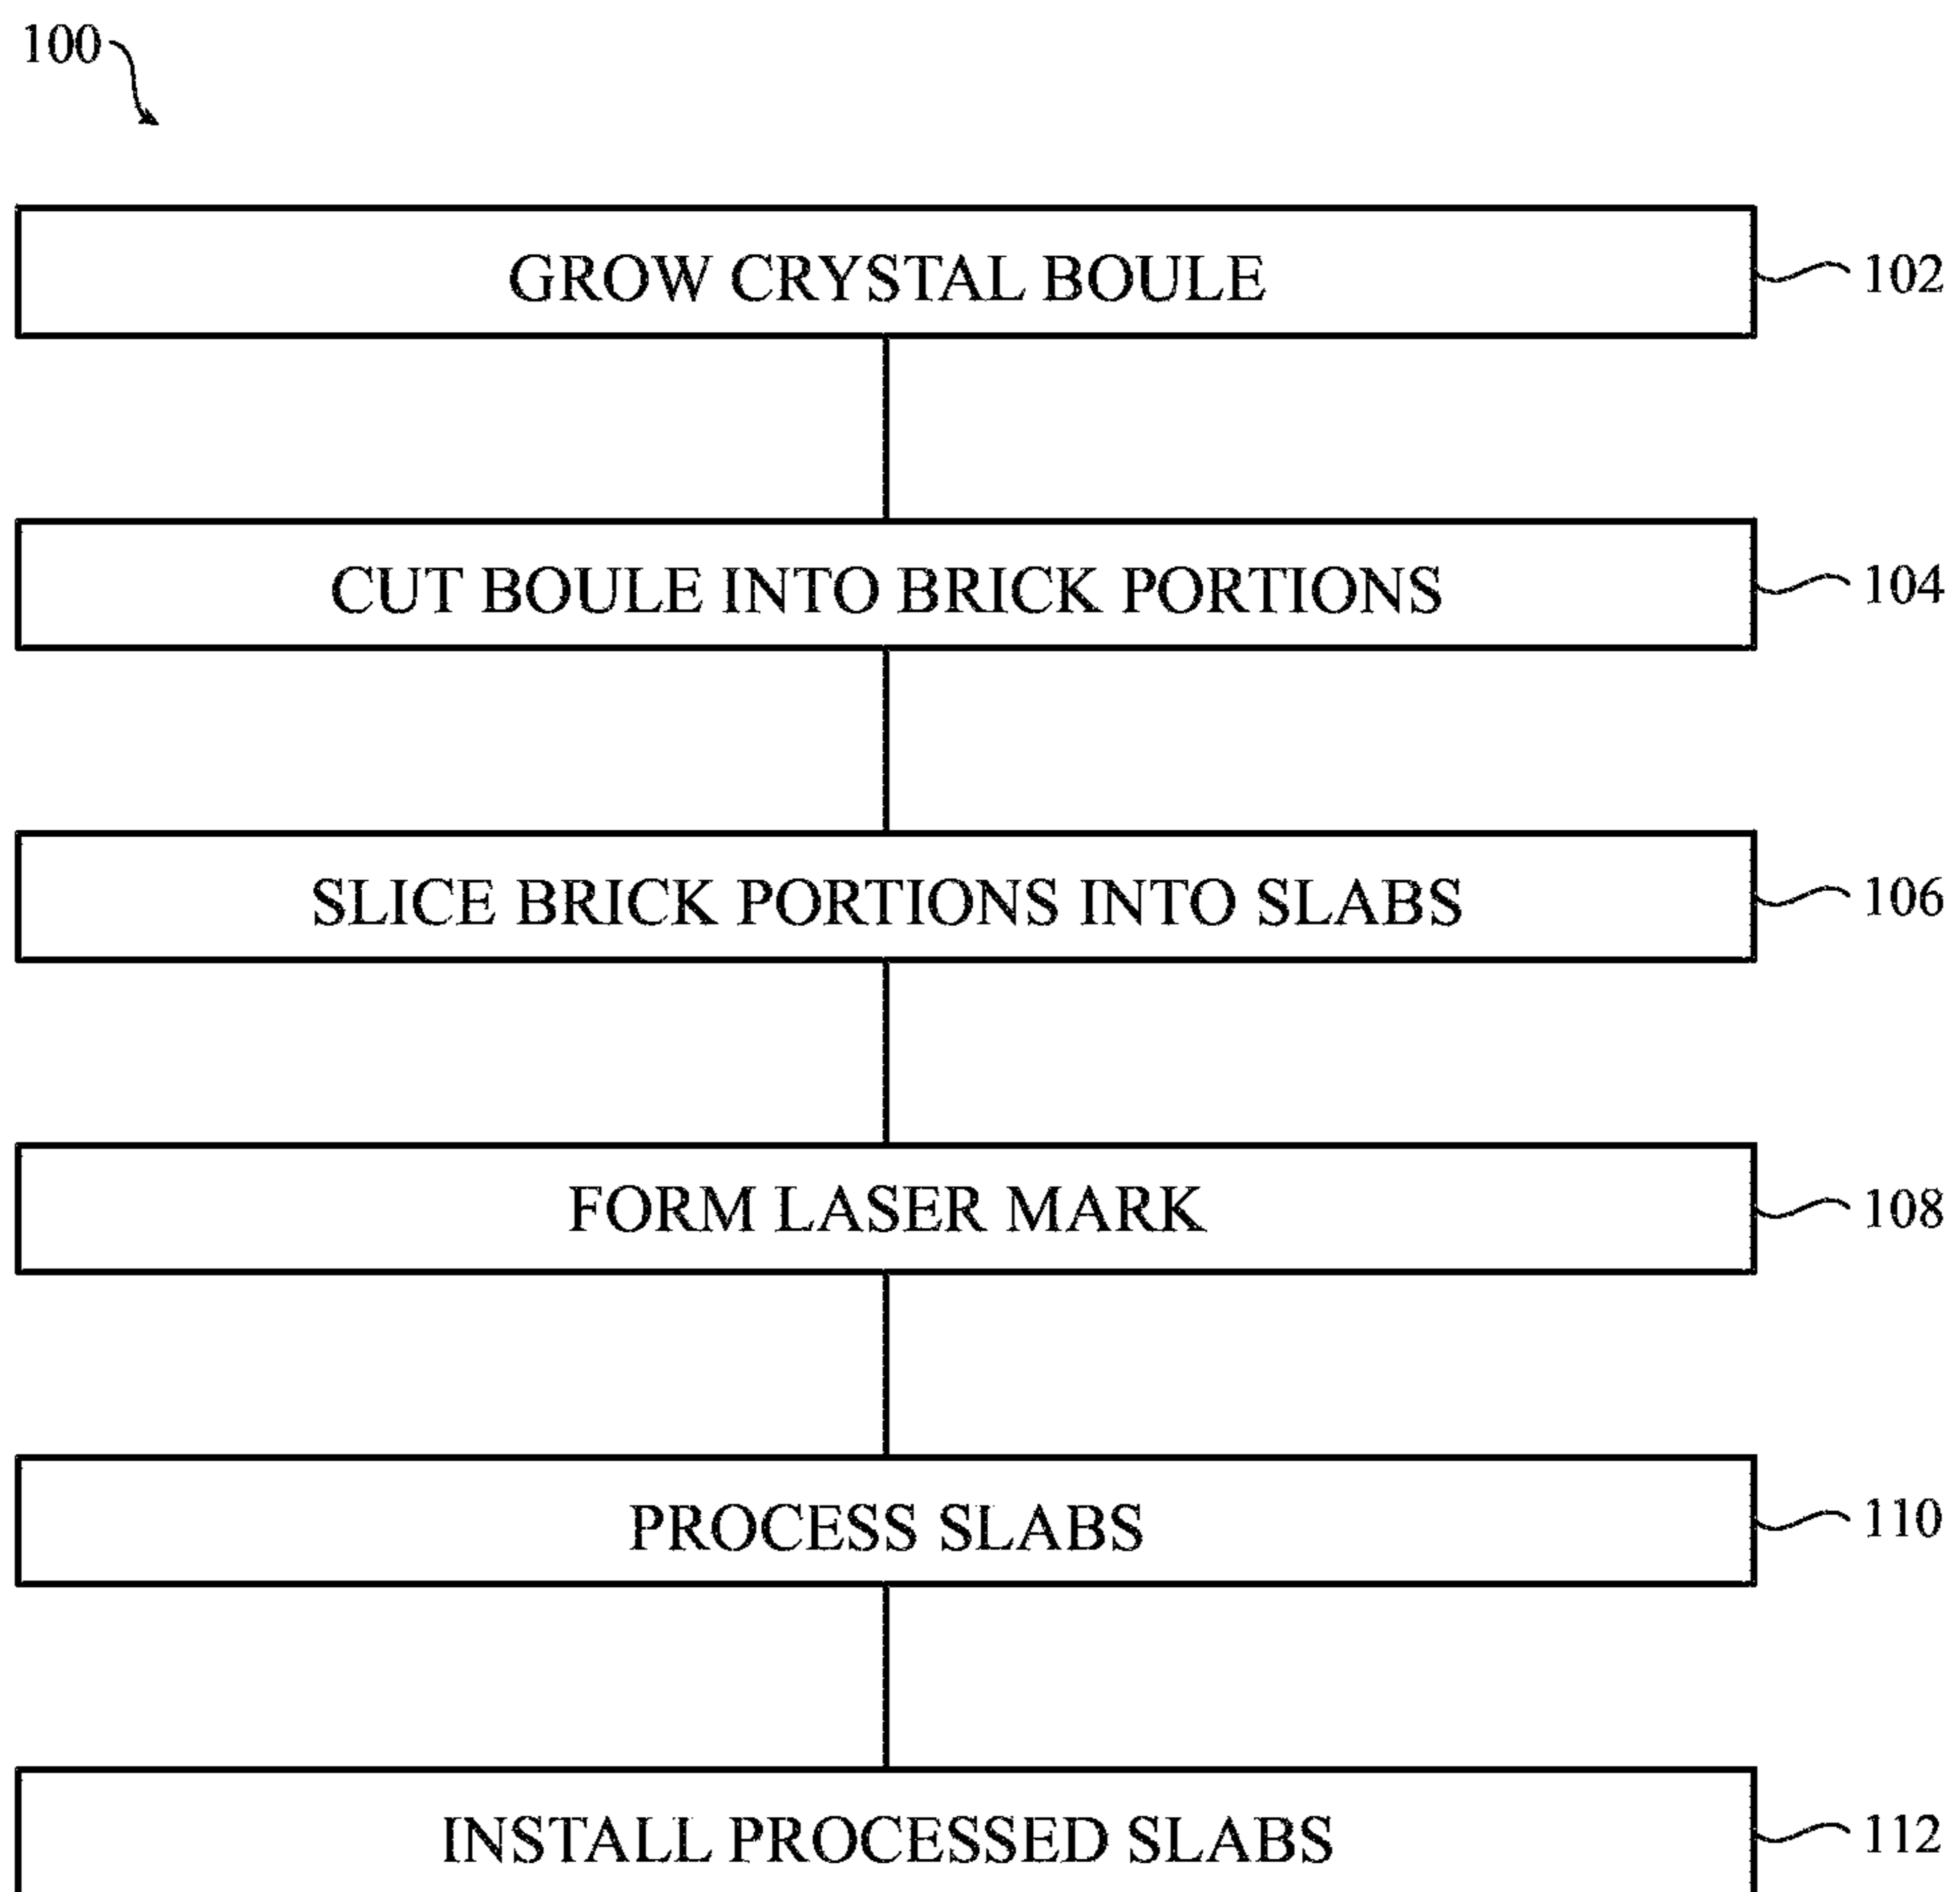 100
GROW CRYSTAL BOULE 102
CUT BOULE INTO BRICK PORTIONS 104
SLICE BRICK PORTIONS INTO SLABS 106
FORM LASER MARK 108
PROCESS SLABS 110
INSTALL PROCESSED SLABS 112